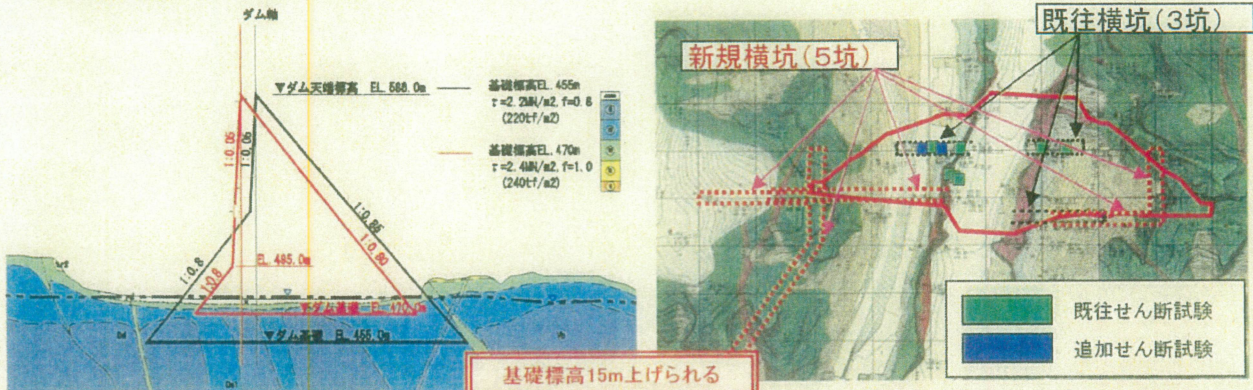 ダム軸
▼ダム天端標高 EL.588.0m
1:0.06
1:0.06
1:0.86
1:0.80
1:0.8
1:0.8
EL.485.0m
▼ダム基礎 EL.470.0m
▼ダム基礎 EL.455.0m
基礎標高EL.455m
τ=2.2MN/m2,f=0.8
(220tf/m2)
基礎標高EL.470m
τ=2.4MN/m2,f=1.0
(240tf/m2)
基礎標高15m上げられる
既往横坑(3坑)
新規横坑(5坑)
既往せん断試験
追加せん断試験